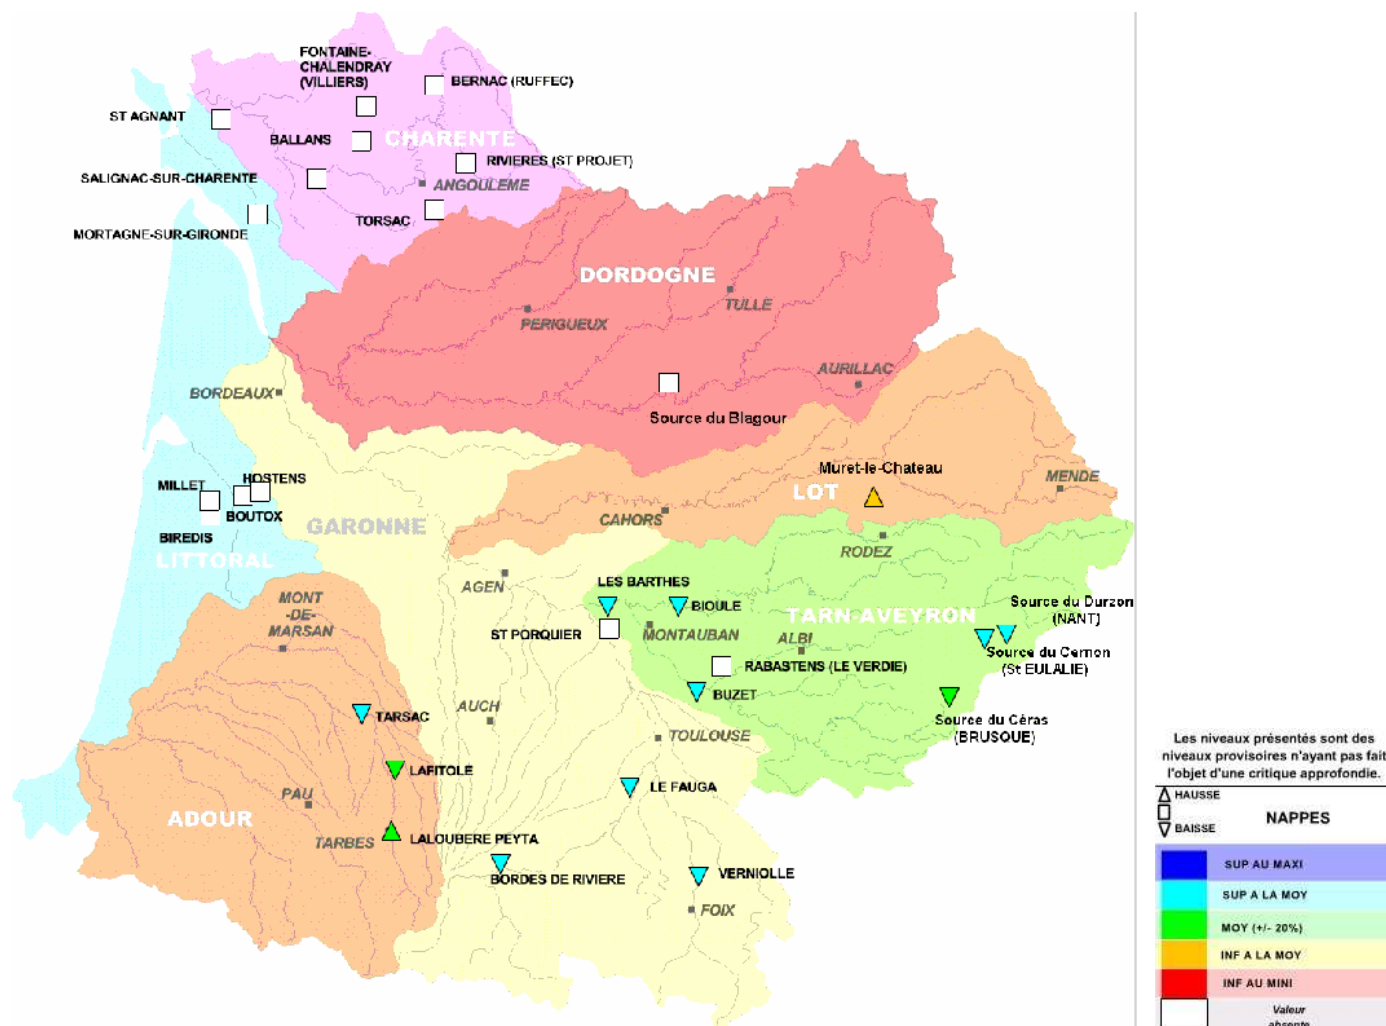 FONTAINE-
CHALENDRAY
(VILLIERS)
BERNAC (RUFFEC)
ST AGNANT
BALLANS
CHARENTE
RIVIERES (ST PROJET)
SALIGNAC-SUR-CHARENTE
ANGOULEME
TORSAC
MORTAGNE-SUR-GIRONDE
DORDOGNE
TULLE
PERIGUEUX
AURILLAC
BORDEAUX
Source du Blagour
Muret-le-Chateau
MENDE
LOT
HOSTENS
MILLET
BOUTOX
CAHORS
GARONNE
BIREDIS
RODEZ
LITTORAL
AGEN
LES BARTHES
MONT
-DE-
MARSAN
BIOULE
TARN-AVEYRON
Source du Durzon
(NANT)
ST PORQUIER
MONTAUBAN
ALBI
Source du Cernon
(St EULALIE)
RABASTENS (LE VERDIE)
BUZET
AUCH
TARSAC
Source du Céras
(BRUSQUE)
TOULOUSE
LAFITOLE
LE FAUGA
PAU
ADOUR
TARBES
LALOUBERE PEYTA
BORDES DE RIVIERE
VERNIOLLE
FOIX
Les niveaux présentés sont des
niveaux provisoires n'ayant pas fait
l'objet d'une critique approfondie.
HAUSSE
NAPPES
BAISSE
SUP AU MAXI
SUP A LA MOY
MOY (+/- 20%)
INF A LA MOY
INF AU MINI
Valeur
absente